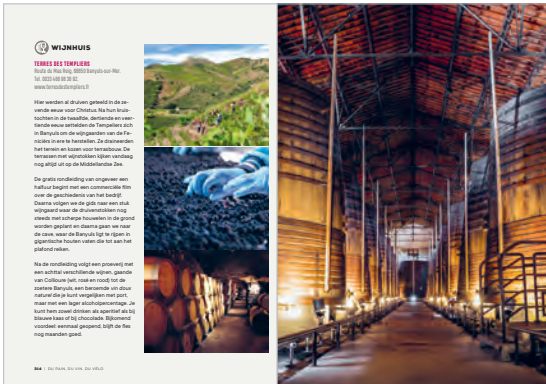 WIJNHUIS
TERRES DES TEMPLIERS
Route du Mas Reig, 66650 Banyuls-sur-Mer.
Tel. 0033 468 98 36 92.
www.terresdestempliers.fr
Hier werden al druiven geteeld in de ze-
vende eeuw voor Christus. Na hun kruis-
tochten in de twaalfde, dertiende en veer-
tiende eeuw settelden de Tempeliers zich
in Banyuls om de wijngaarden van de Fe-
niciërs in ere te herstellen. Ze draineerden
het terrein en kozen voor terrasbouw. De
terrassen met wijnstokken kijken vandaag
nog altijd uit op de Middellandse Zee.
De gratis rondleiding van ongeveer een
halfuur begint met een commerciële film
over de geschiedenis van het bedrijf.
Daarna volgen we de gids naar een stuk
wijngaard waar de druivenstokken nog
steeds met scherpe houwelen in de grond
worden geplant en daarna gaan we naar
de cave, waar de Banyuls ligt te rijpen in
gigantische houten vaten die tot aan het
plafond reiken.
Na de rondleiding volgt een proeverij met
een achttal verschillende wijnen, gaande
van Collioure (wit, rosé en rood) tot de
zoetere Banyuls, een beroemde vin doux
naturel die je kunt vergelijken met port,
maar met een lager alcoholpercentage. Je
kunt hem zowel drinken als aperitief als bij
blauwe kaas of bij chocolade. Bijkomend
voordeel: eenmaal geopend, blijft de fles
nog maanden goed.
304 | DU PAIN, DU VIN, DU VÉLO